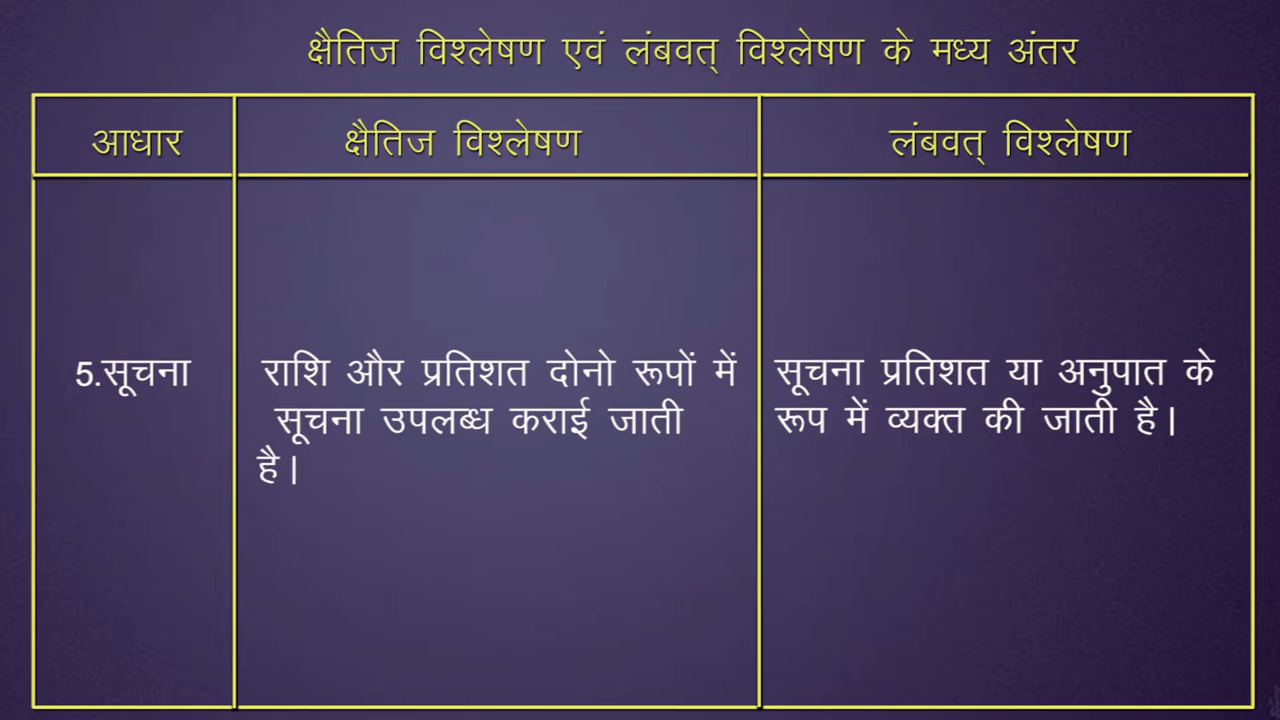 क्षैतिज विश्लेषण एवं लंबवत् विश्लेषण के मध्य अंतर
आधार
क्षैतिज विश्लेषण
लंबवत् विश्लेषण
5.सूचना
राशि और प्रतिशत दोनो रूपों में
सूचना उपलब्ध कराई जाती
है।
सूचना प्रतिशत या अनुपात के
रूप में व्यक्त की जाती है।